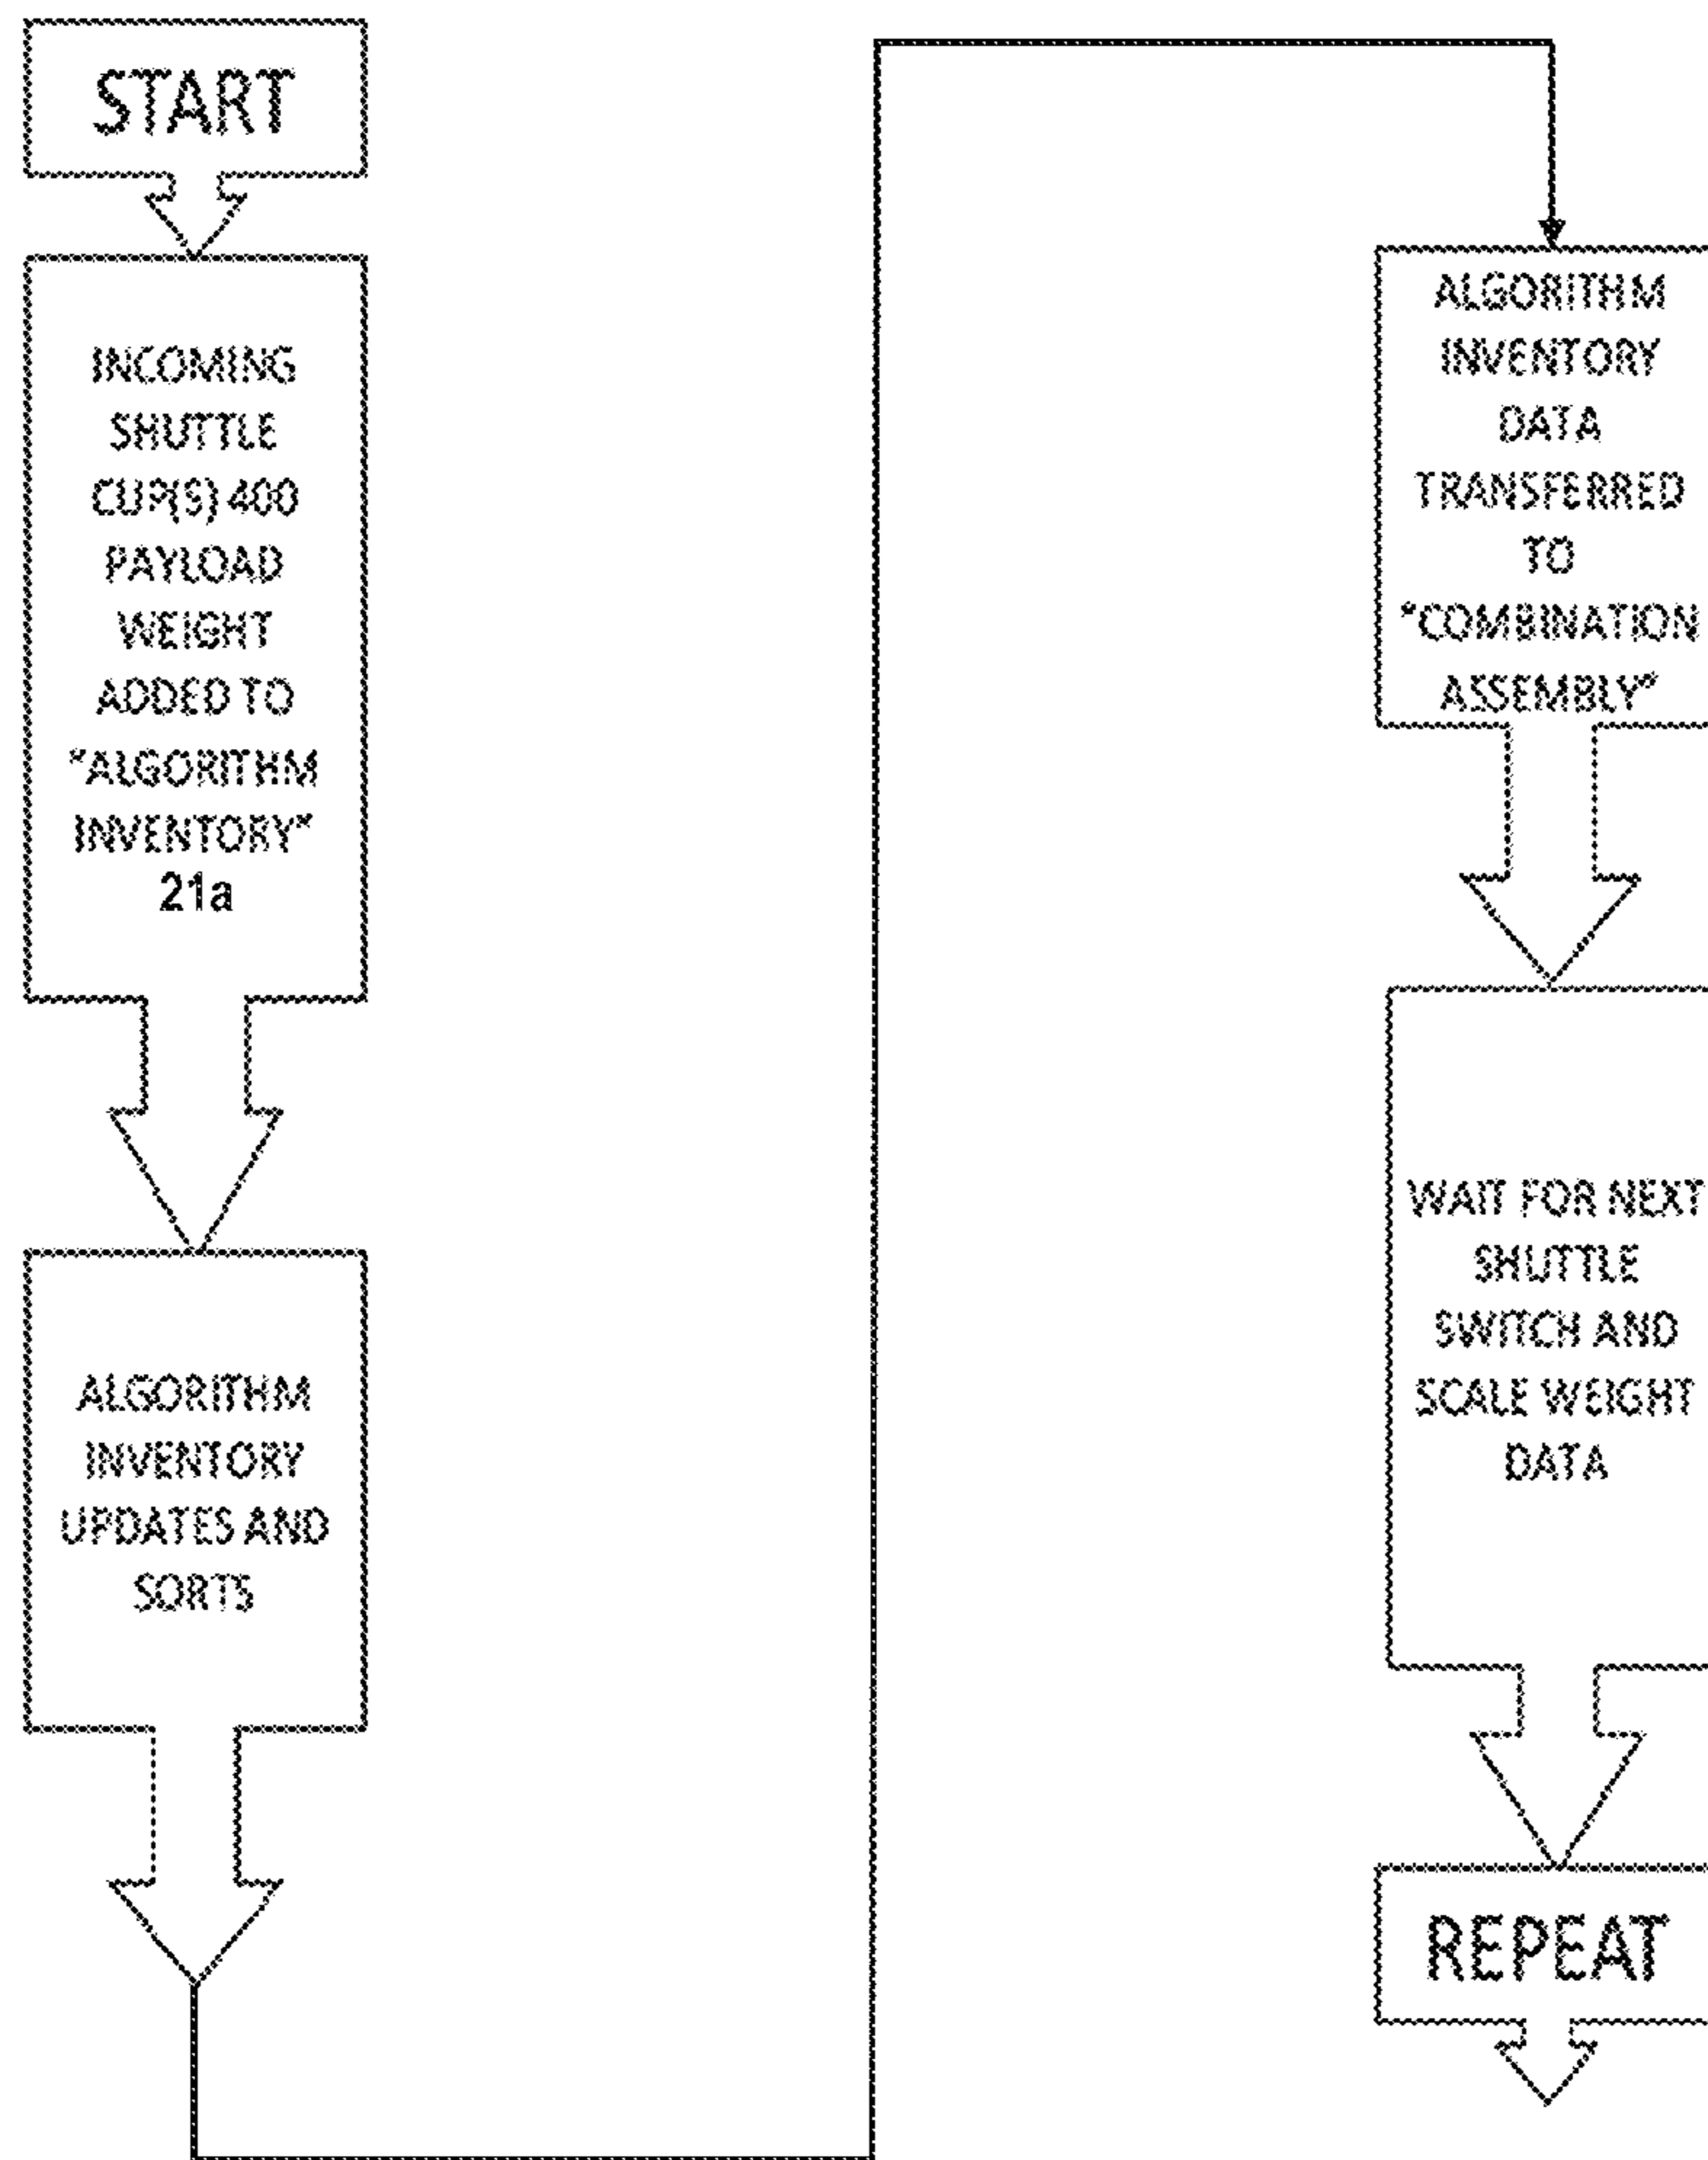 START
INCOMING
SHUTTLE
CUP(S) 400
PAYLOAD
WEIGHT
ADDED TO
"ALGORITHM
INVENTORY"
21a
ALGORITHM
INVENTORY
UPDATES AND
SORTS
ALGORITHM
INVENTORY
DATA
TRANSFERRED
TO
"COMBINATION
ASSEMBLY"
WAIT FOR NEXT
SHUTTLE
SWITCH AND
SCALE WEIGHT
DATA
REPEAT